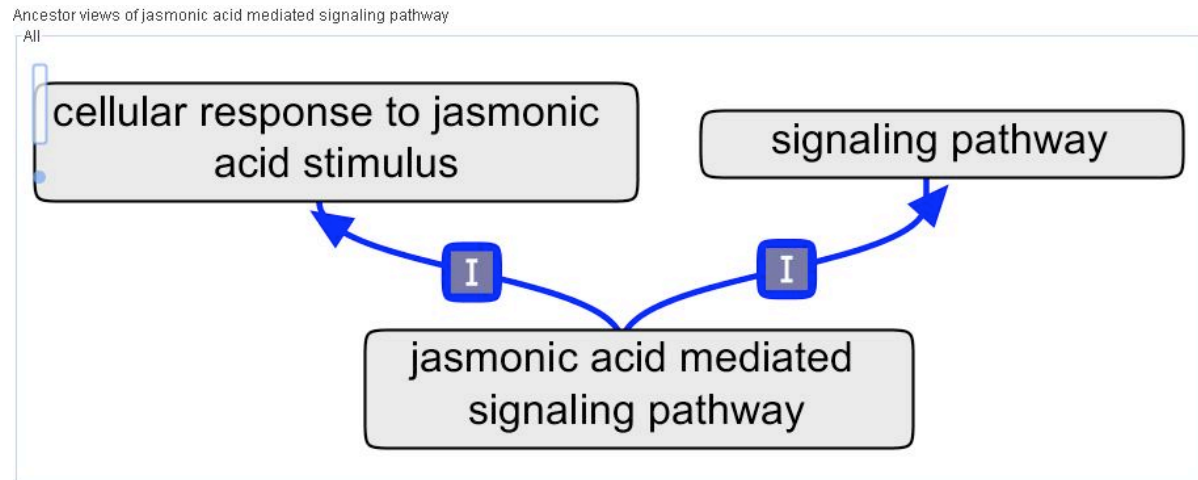 Ancestor views of jasmonic acid mediated signaling pathway
All
cellular response to jasmonic
acid stimulus
signaling pathway
I
I
jasmonic acid mediated
signaling pathway